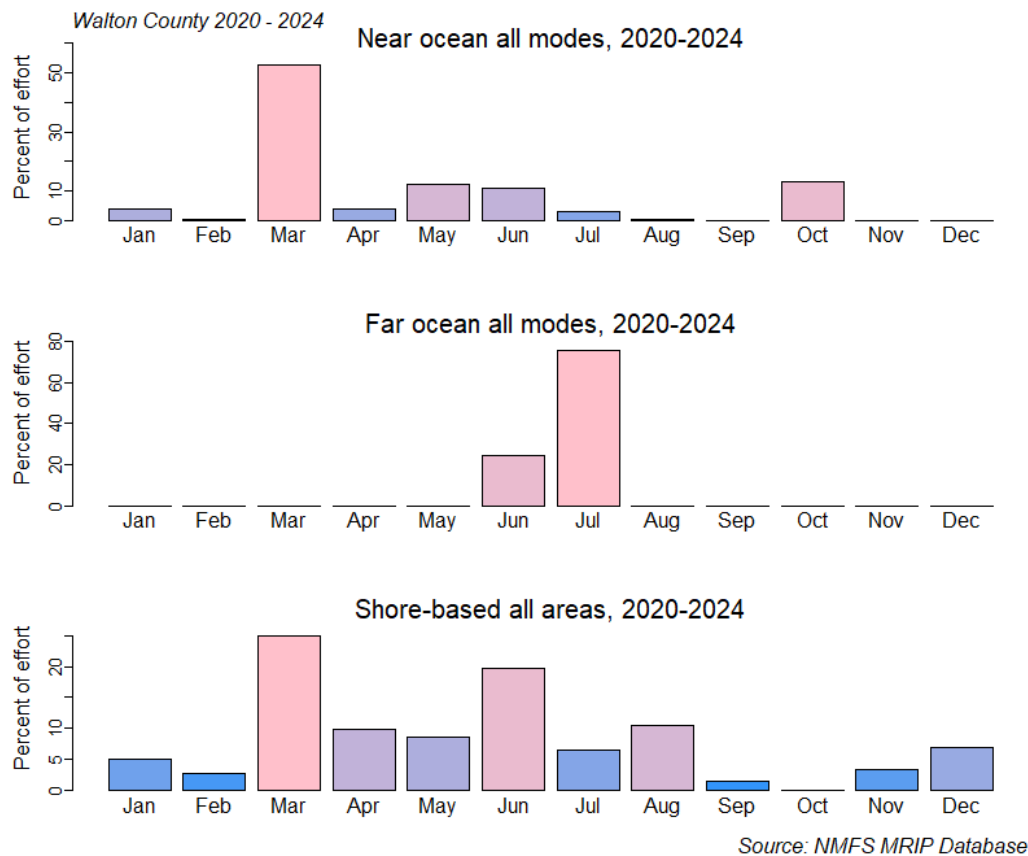 Walton County 2020 - 2024
Near ocean all modes, 2020-2024
Percent of effort
50
30
10
0
Jan Feb Mar Apr May Jun Jul Aug Sep Oct Nov Dec
Far ocean all modes, 2020-2024
Percent of effort
80
60
40
20
0
Jan Feb Mar Apr May Jun Jul Aug Sep Oct Nov Dec
Shore-based all areas, 2020-2024
Percent of effort
20
10
5
0
Jan Feb Mar Apr May Jun Jul Aug Sep Oct Nov Dec
Source: NMFS MRIP Database